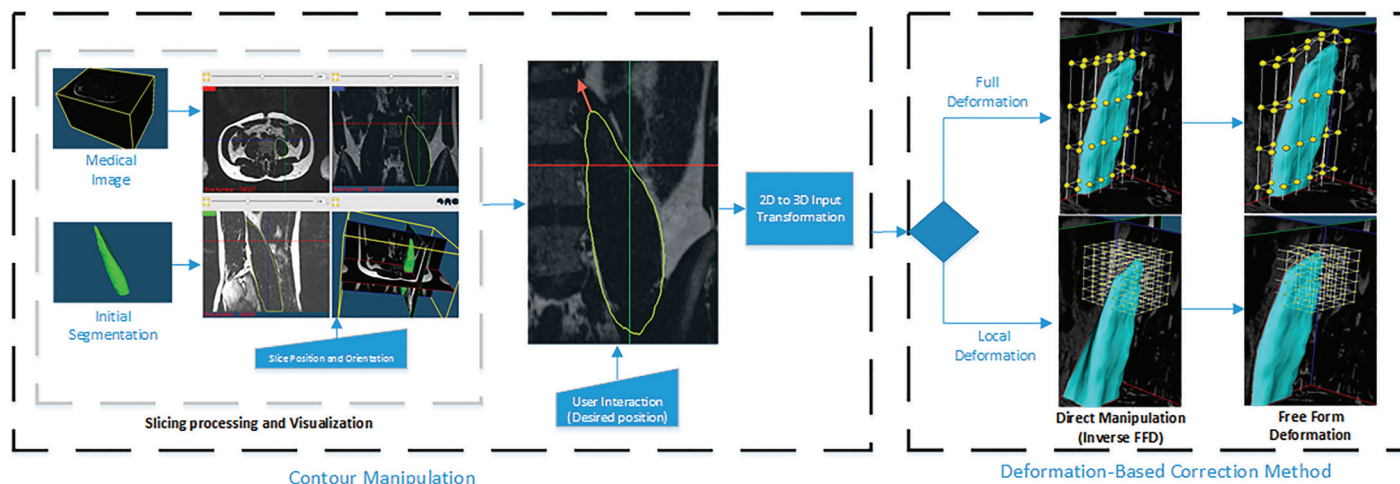 Medical
Image
Initial
Segmentation
Slice Position and Orientation
Slicing processing and Visualization
User Interaction
(Desired position)
2D to 3D Input
Transformation
Contour Manipulation
Full
Deformation
Local
Deformation
Direct Manipulation
(Inverse FFD)
Free Form
Deformation
Deformation-Based Correction Method